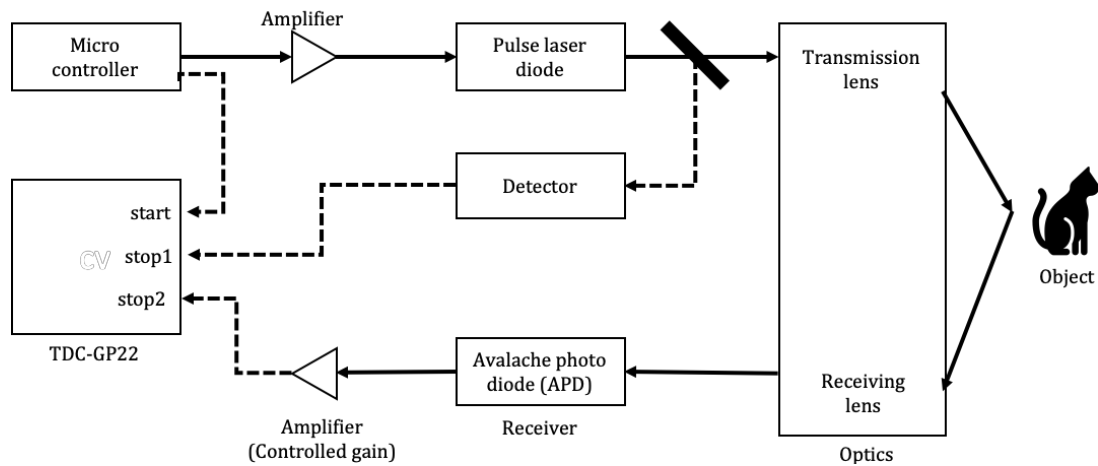 Amplifier
Micro
controller
Pulse laser
diode
Transmission
lens
Detector
start
CV
stop1
stop2
Object
TDC-GP22
Avalache photo
diode (APD)
Receiving
lens
Amplifier
(Controlled gain)
Receiver
Optics